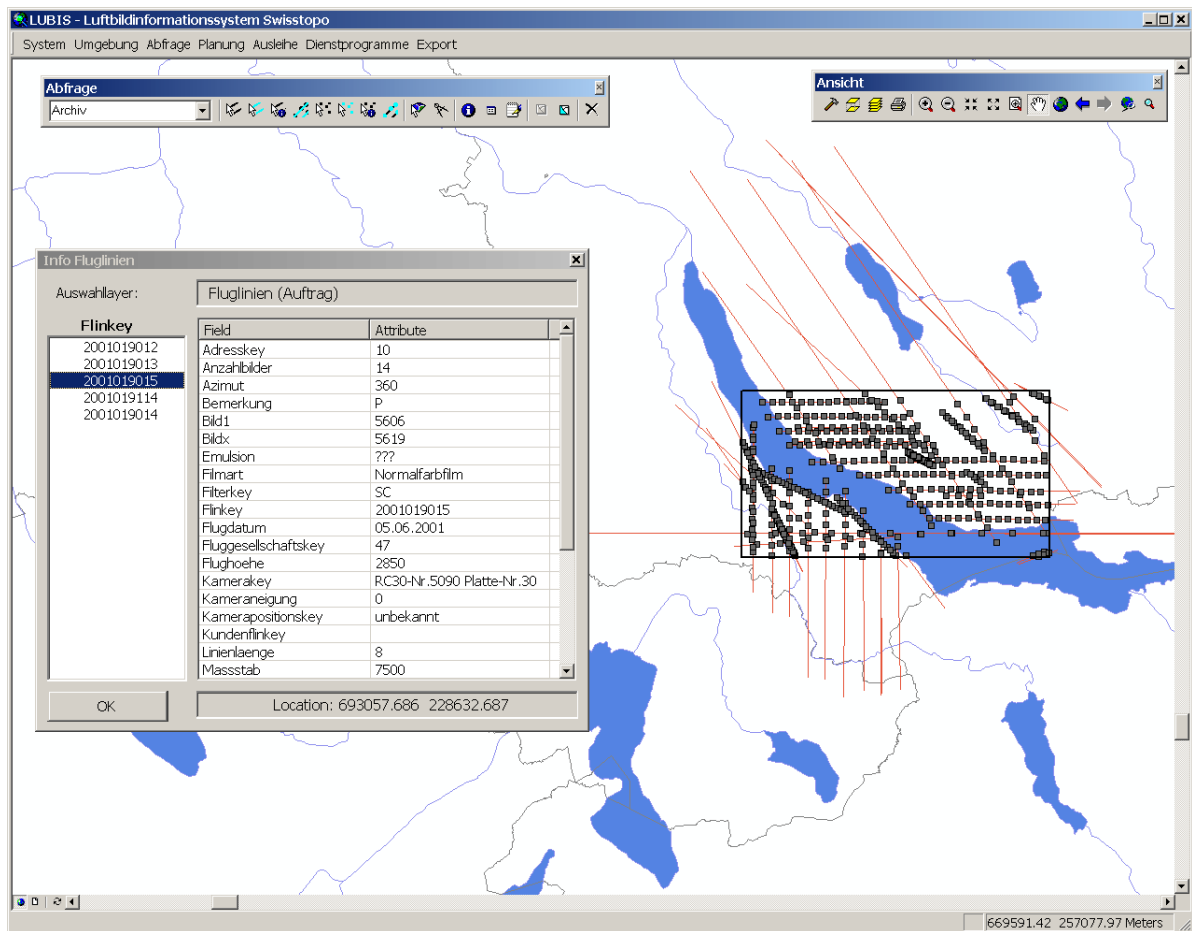 LUBIS - Luftbildinformationssystem Swisstopo
System Umgebung Abfrage Planung Ausleihe Dienstprogramme Export
Abfrage
Archiv
Ansicht
Info Fluglinien
Auswahllayer:
Fluglinien (Auftrag)
Flinkey
2001019012
2001019013
2001019015
2001019114
2001019014
Field Attribute
Adresskey 10
Anzahlbilder 14
Azimut 360
Bemerkung P
Bild1 5606
Bildx 5619
Emulsion ???
Filmart Normalfarbfilm
Filterkey SC
Flinkey 2001019015
Flugdatum 05.06.2001
Fluggesellschaftskey 47
Flughoehe 2850
Kamerakey RC30-Nr.5090 Platte-Nr.30
Kameraneigung 0
Kamerapositionskey unbekannt
Kundenflinkey
Linienlaenge 8
Massstab 7500
OK
Location: 693057.686 228632.687
669591.42 257077.97 Meters